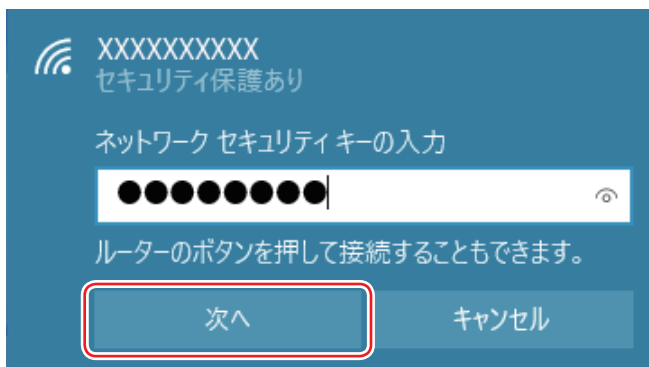 XXXXXXXXXX
セキュリティ保護あり
ネットワーク セキュリティ キーの入力
●●●●●●●●
ルーターのボタンを押して接続することもできます。
次へ
キャンセル